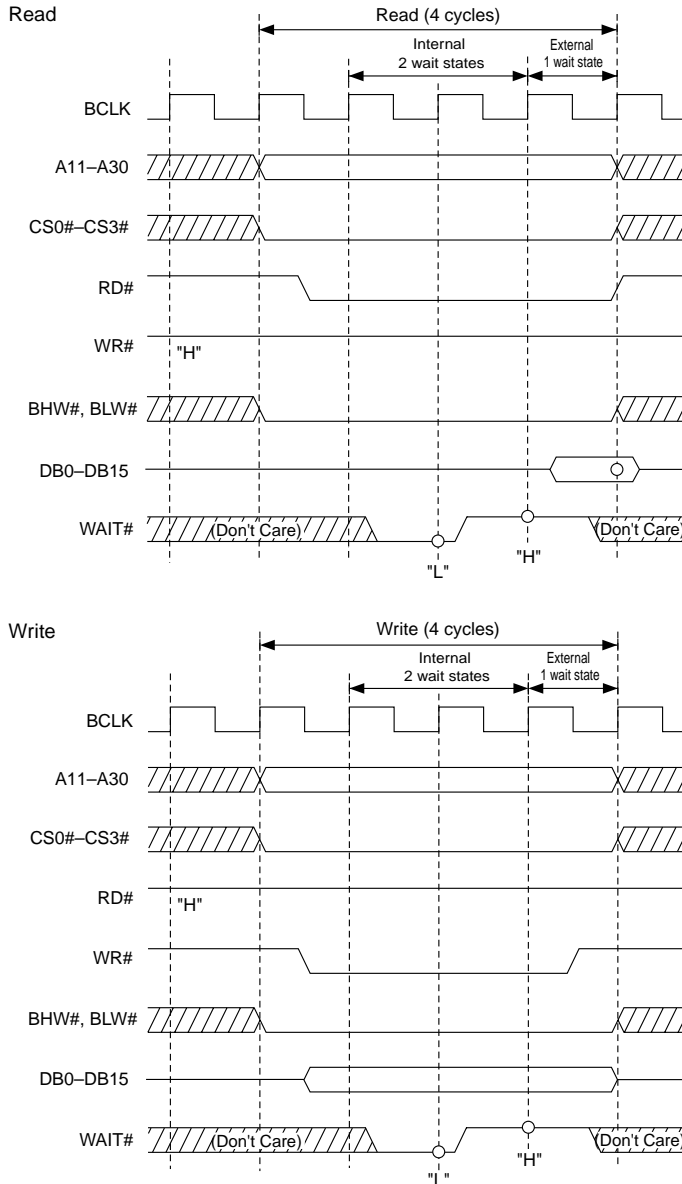 Read
Read (4 cycles)
Internal
2 wait states
External
1 wait state
BCLK
A11–A30
CS0#–CS3#
RD#
WR#
"H"
BHW#, BLW#
DB0–DB15
WAIT#
(Don't Care)
(Don't Care)
"L"
"H"
Write
Write (4 cycles)
Internal
2 wait states
External
1 wait state
BCLK
A11–A30
CS0#–CS3#
RD#
"H"
WR#
BHW#, BLW#
DB0–DB15
WAIT#
(Don't Care)
(Don't Care)
"L"
"H"